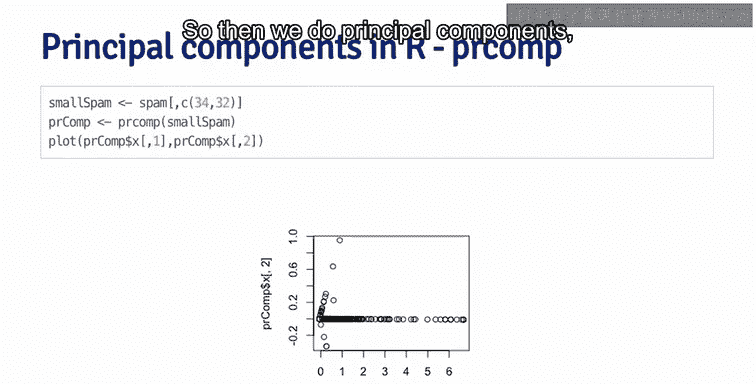 So then we do principal components,
Principal components in R - prcomp
smallSpam <- spam[,c(34,32)]
prComp <- prcomp(smallSpam)
plot(prComp$x[,1],prComp$x[,2])
prComp$x[, 2]
1.0
0.6
0.2
-0.2
0 1 2 3 4 5 6